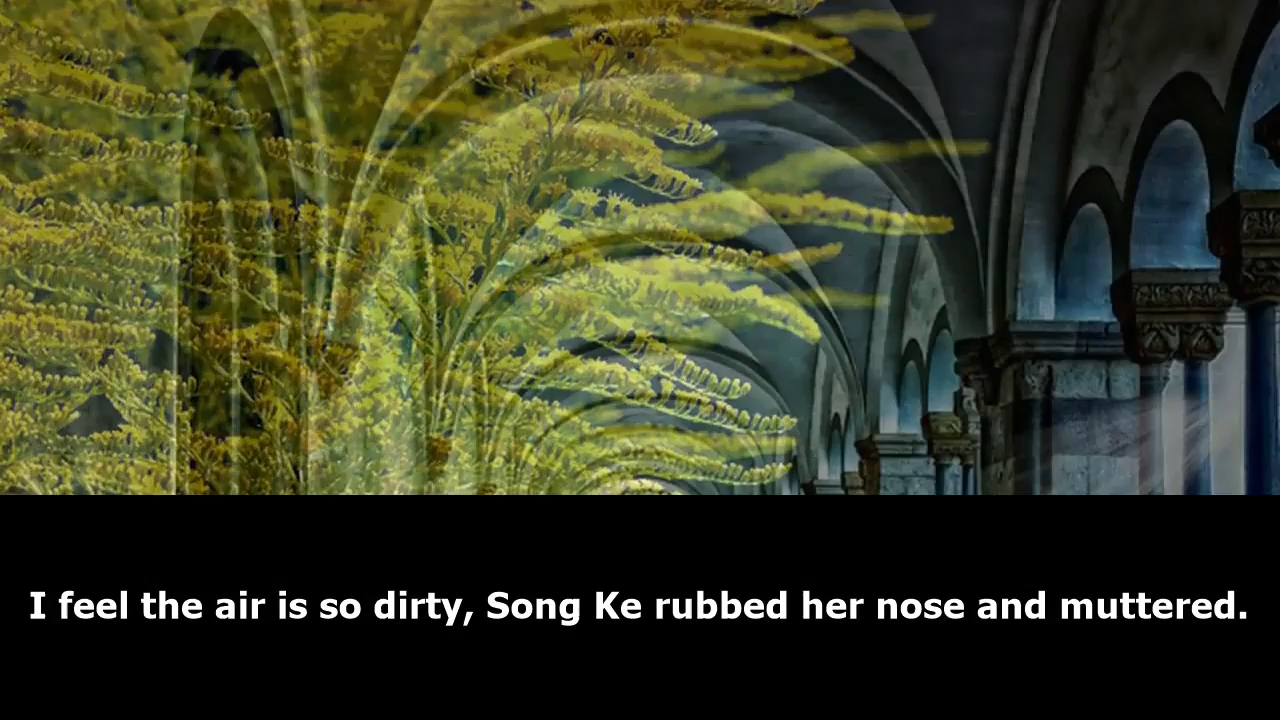 I feel the air is so dirty, Song Ke rubbed her nose and muttered.